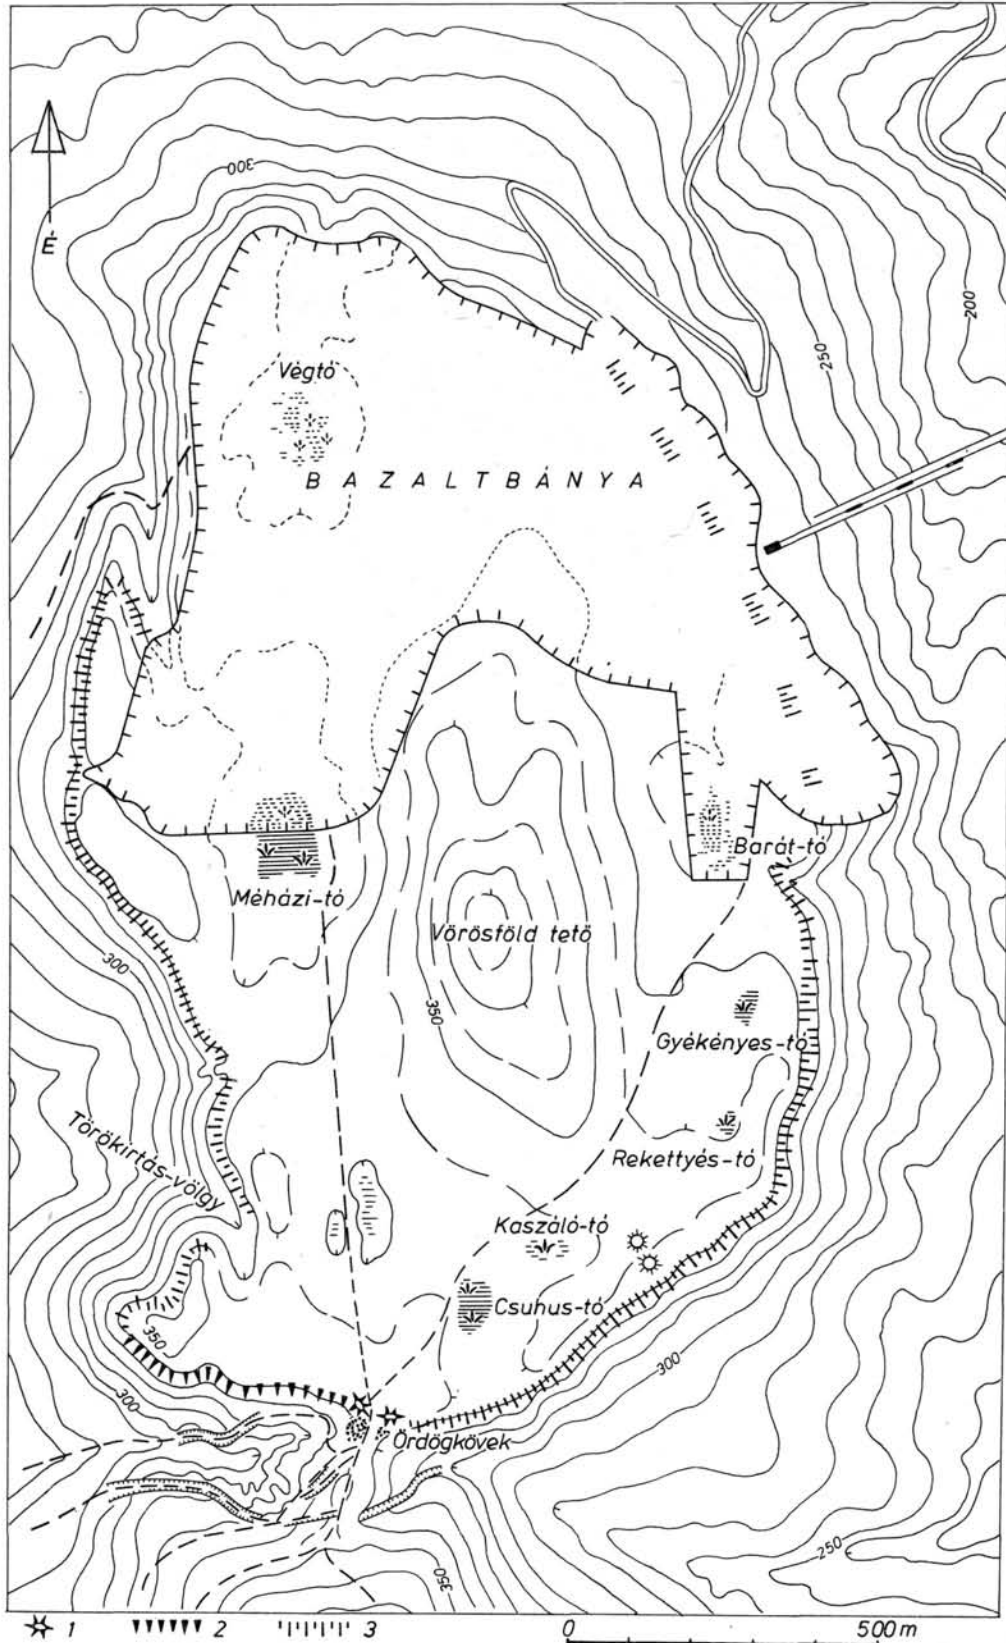 300
É
200
250
Végtó
BAZALTBÁNYA
Barát-tó
Méházi-tó
Vörösföld tető
300
350
Gyékényes-tó
Törökirtás-völgy
Rekettyés-tó
Kaszáló-tó
Csuhus-tó
350
300
300
Ördögkövek
250
350
1 2 3 0 500 m